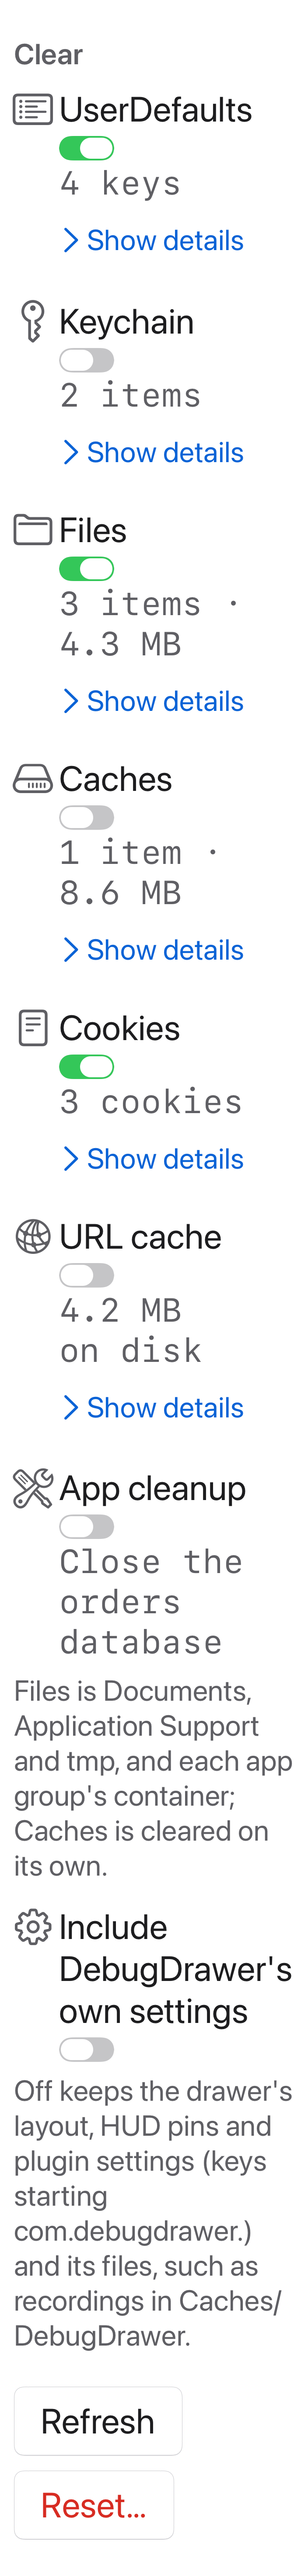 Clear
UserDefaults
4 keys
Show details
Keychain
2 items
Show details
Files
3 items ·
4.3 MB
Show details
Caches
1 item ·
8.6 MB
Show details
Cookies
3 cookies
Show details
URL cache
4.2 MB
on disk
Show details
App cleanup
Close the
orders
database
Files is Documents,
Application Support
and tmp, and each app
group's container;
Caches is cleared on
its own.
Include
DebugDrawer's
own settings
Off keeps the drawer's
layout, HUD pins and
plugin settings (keys
starting
com.debugdrawer.)
and its files, such as
recordings in Caches/
DebugDrawer.
Refresh
Reset...